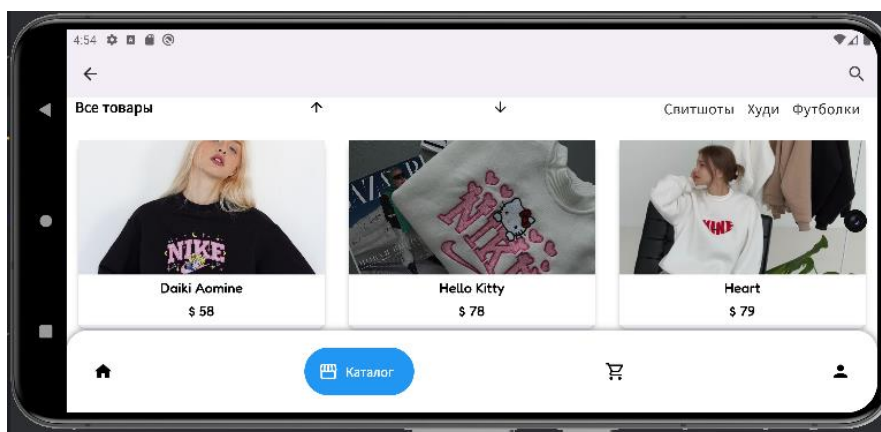 4:54
Все товары
Спитшоты Худи Футболки
NIKE
NIKE
Daiki Aomine
Hello Kitty
Heart
$ 58
$ 78
$ 79
Каталог